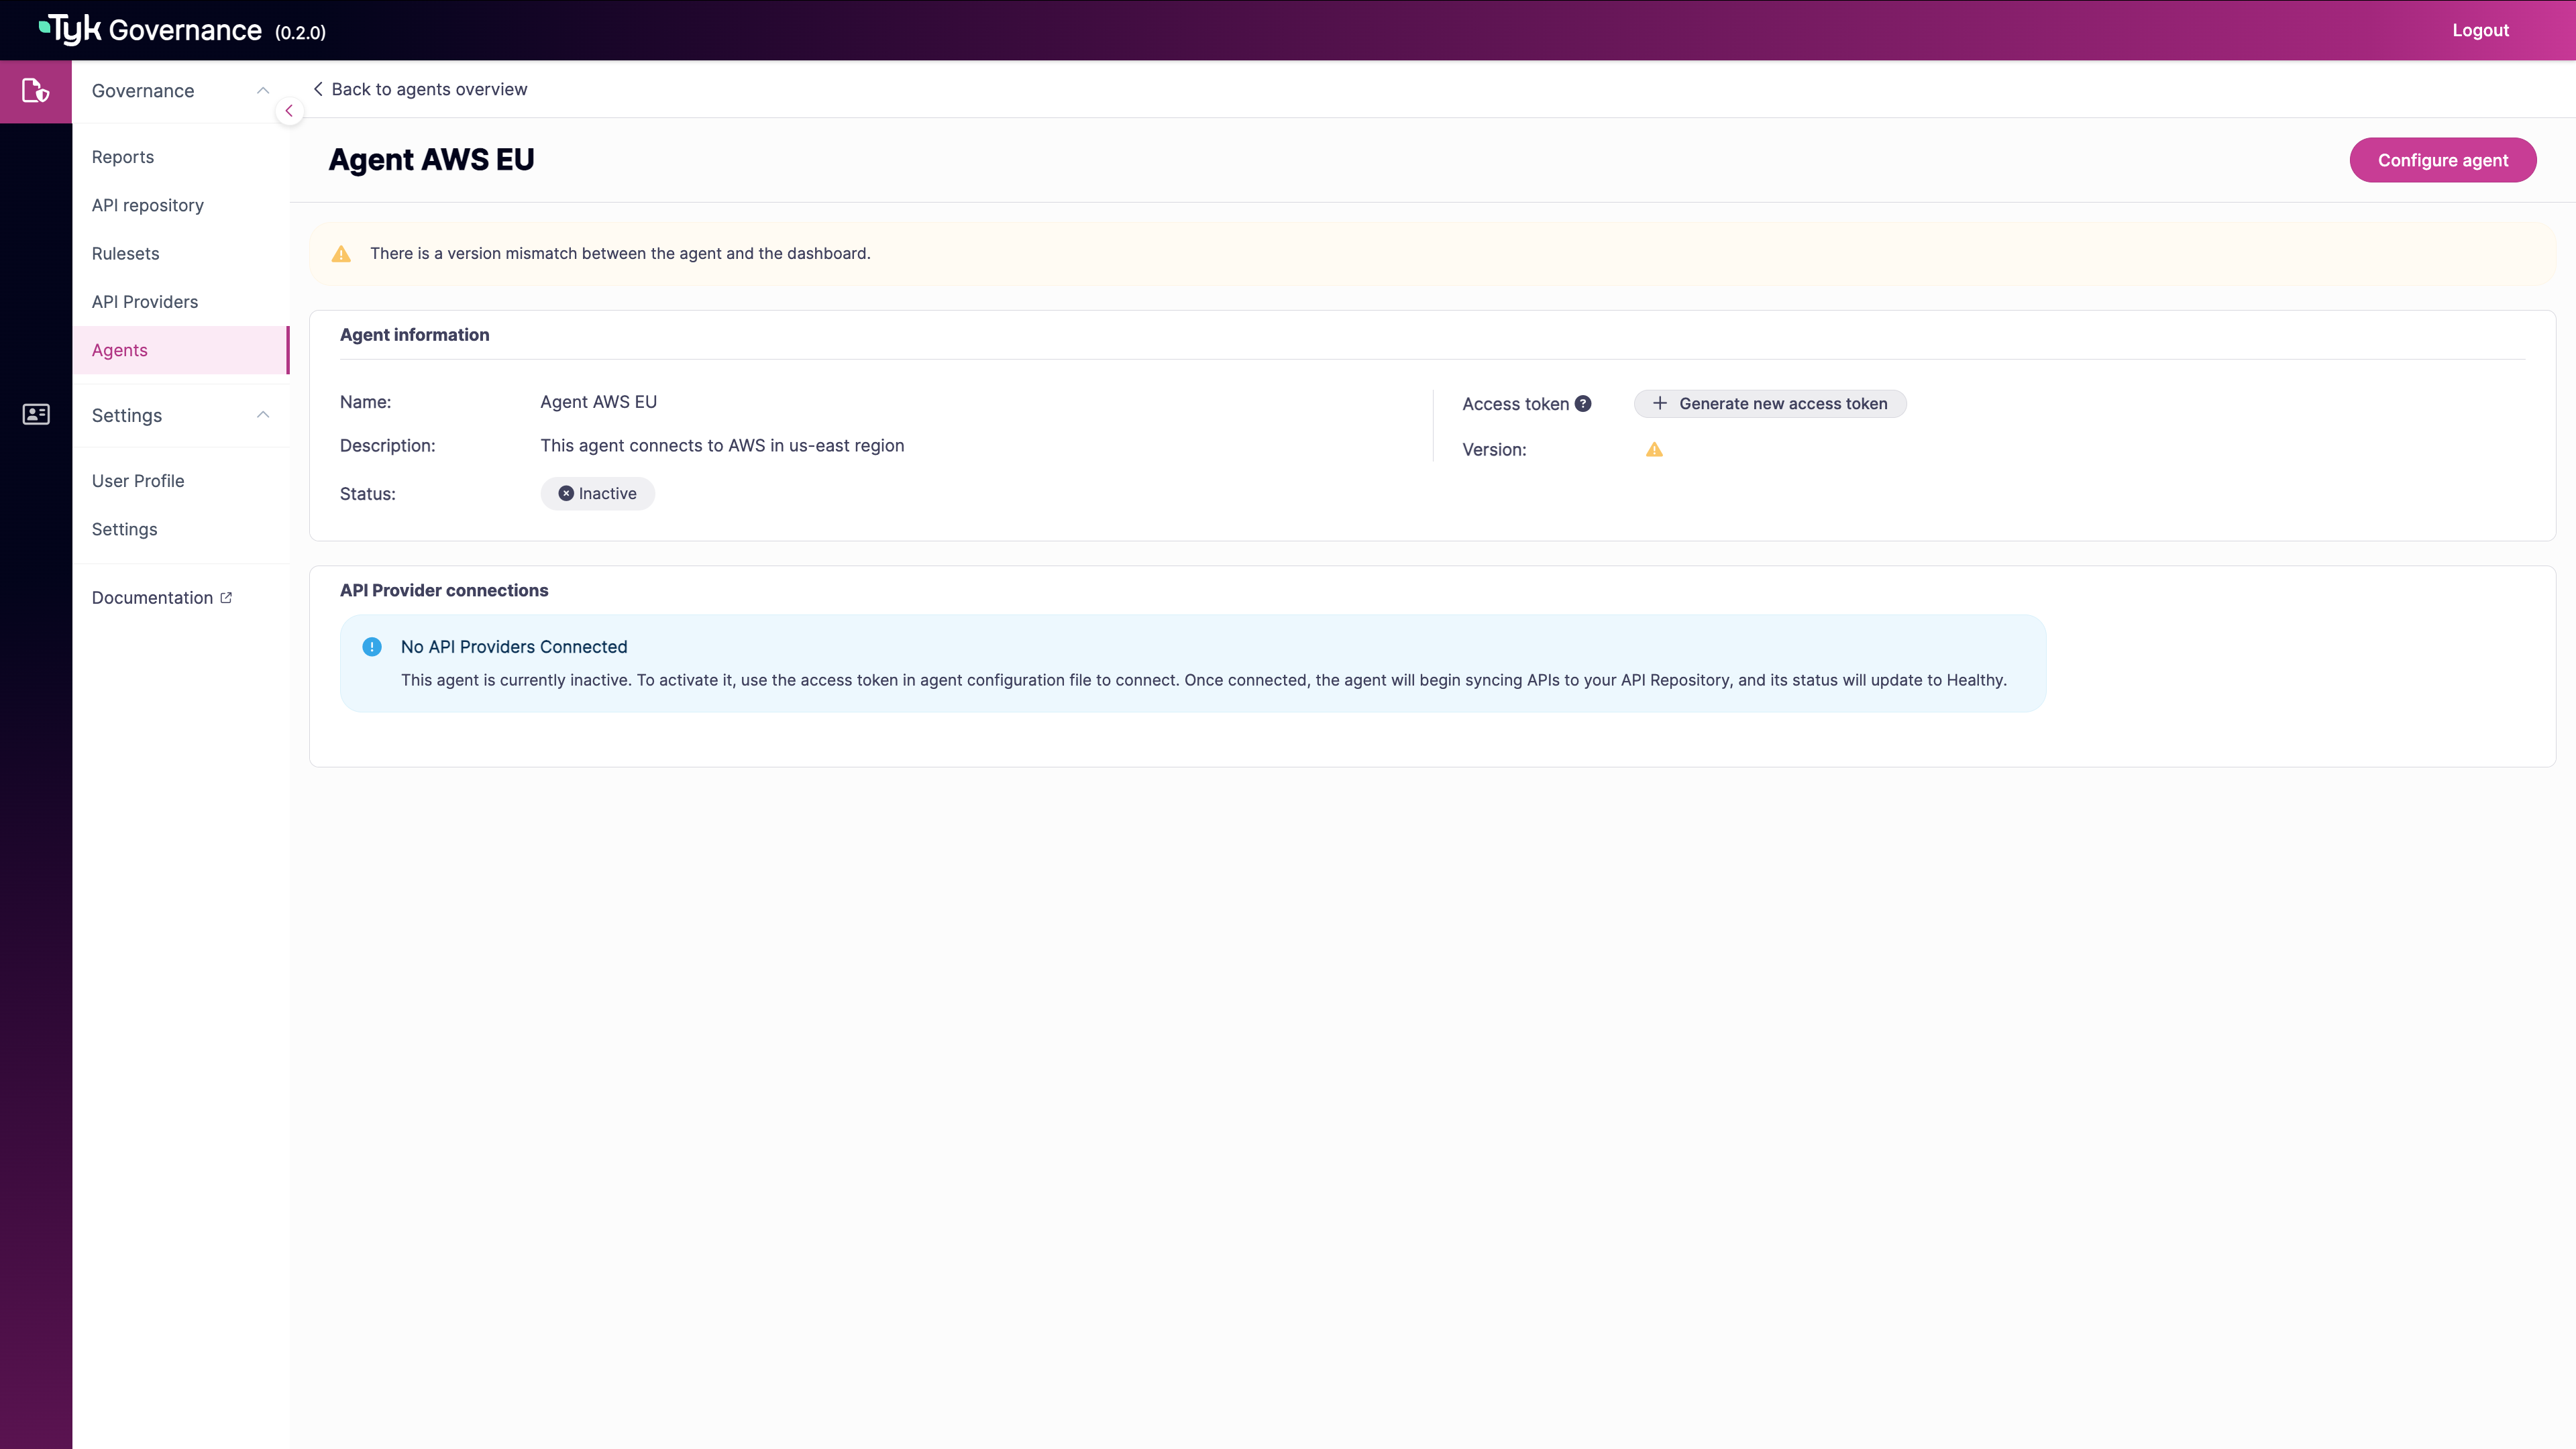 Tyk Governance (0.2.0)
Logout
Governance
Reports
API repository
Rulesets
API Providers
Agents
Settings
User Profile
Settings
Documentation
Back to agents overview
Agent AWS EU
Configure agent
There is a version mismatch between the agent and the dashboard.
Agent information
Name: Agent AWS EU
Description: This agent connects to AWS in us-east region
Status: Inactive
Access token ? + Generate new access token
Version:
API Provider connections
No API Providers Connected
This agent is currently inactive. To activate it, use the access token in agent configuration file to connect. Once connected, the agent will begin syncing APIs to your API Repository, and its status will update to Healthy.